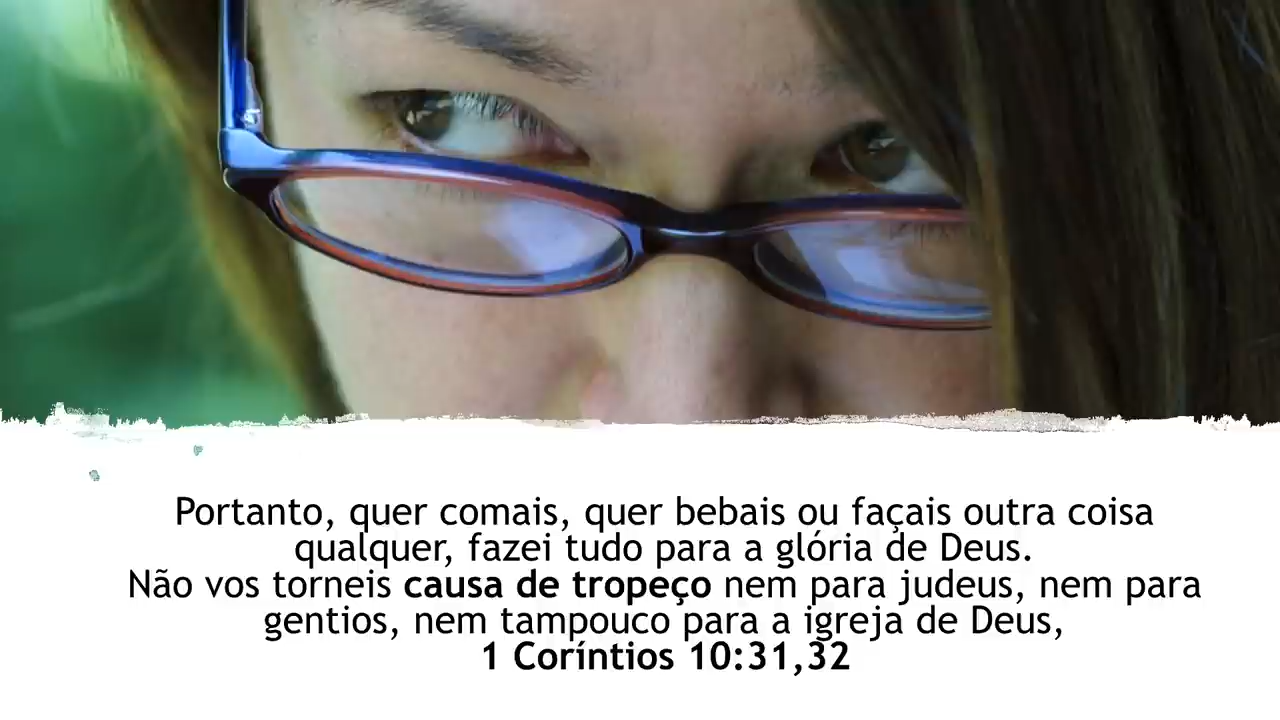 Portanto, quer comais, quer bebais ou façais outra coisa
qualquer, fazei tudo para a glória de Deus.
Não vos torneis causa de tropeço nem para judeus, nem para
gentios, nem tampouco para a igreja de Deus,
1 Coríntios 10:31,32